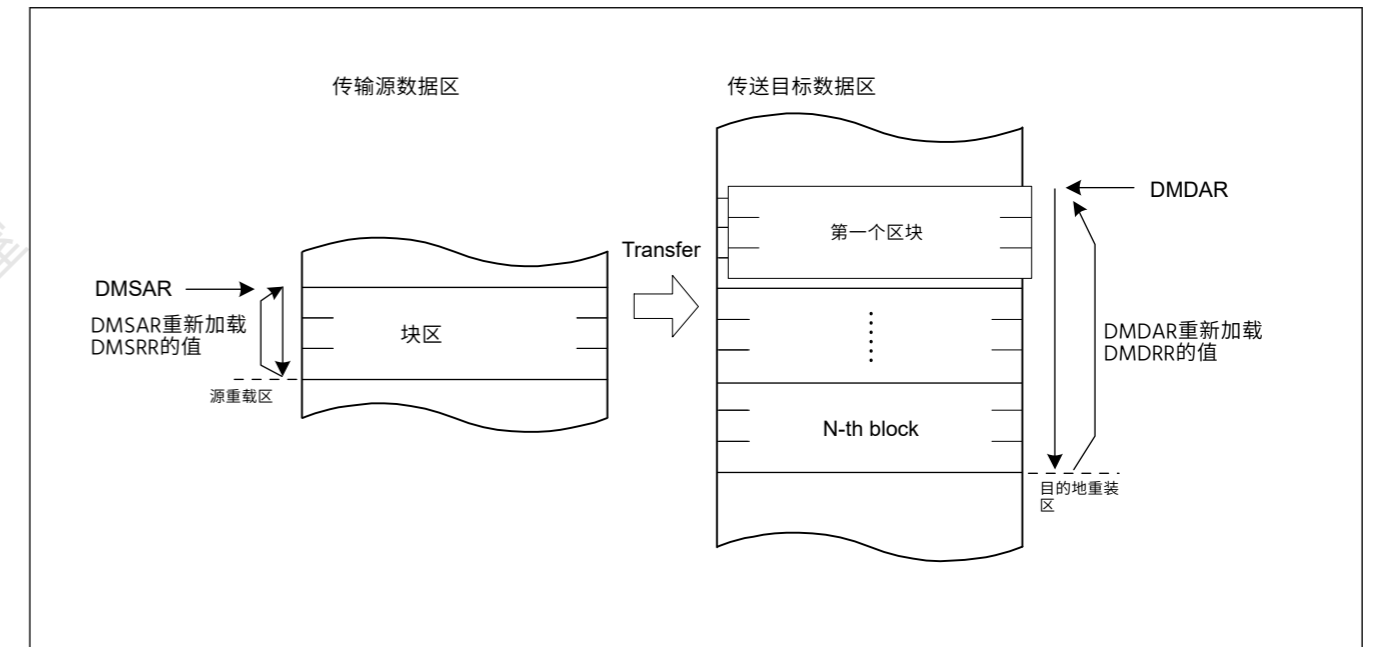 传输源数据区
传送目标数据区
DMDAR
第一个区块
Transfer
DMSAR
DMSAR重新加载
DMSRR的值
块区
源重载区
DMDAR重新加载
DMDRR的值
N-th block
目的地重装
区